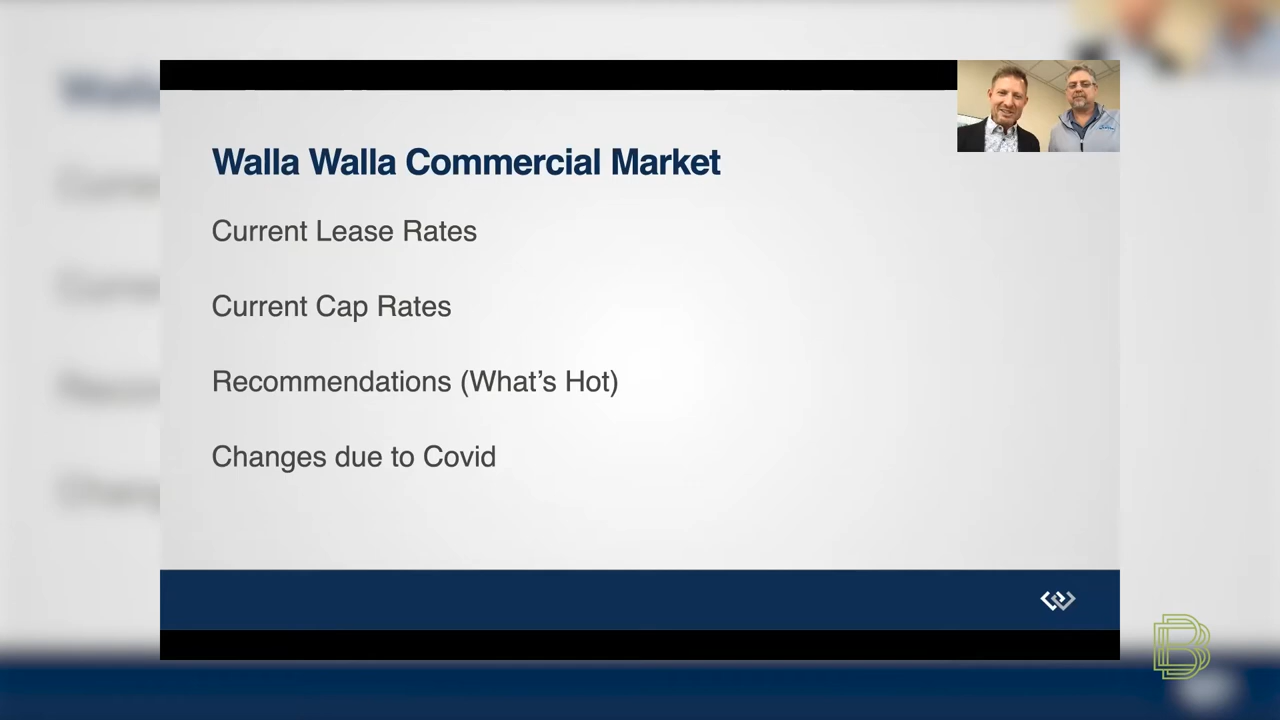 Walla Walla Commercial Market
Current Lease Rates
Current Cap Rates
Recommendations (What's Hot)
Changes due to Covid